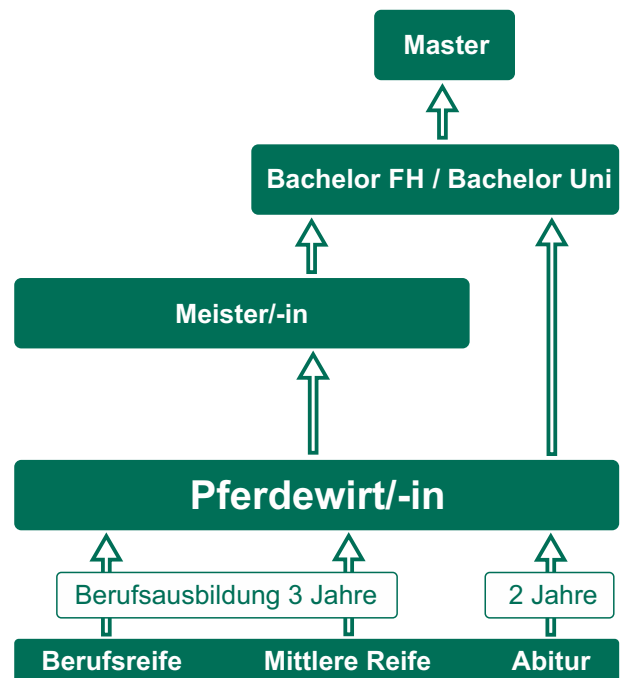 Master
Bachelor FH / Bachelor Uni
Meister/-in
Pferdewirt/-in
Berufsausbildung 3 Jahre
2 Jahre
Berufsreife
Mittlere Reife
Abitur